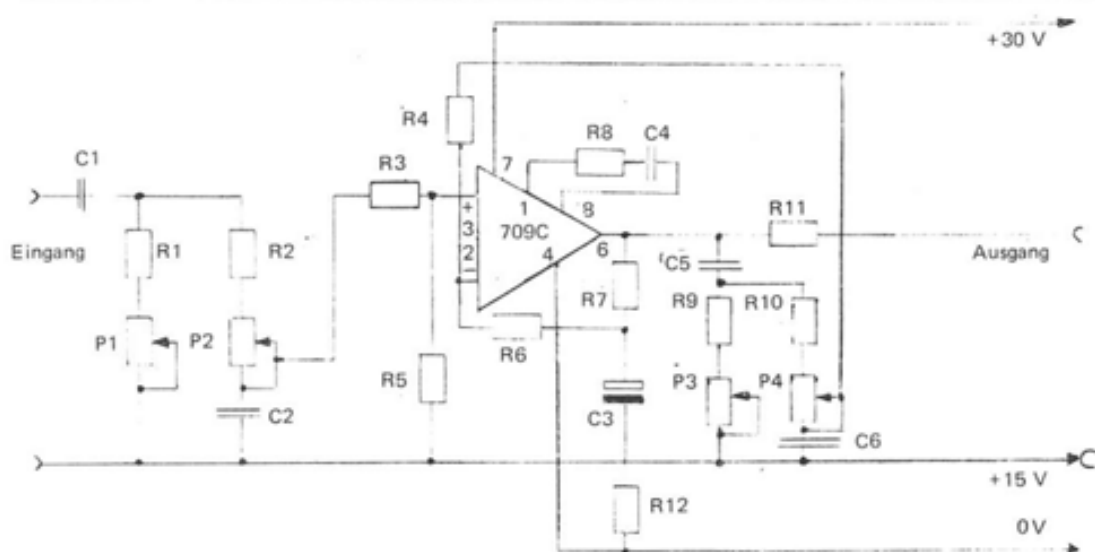 +30 V
R4
C1
R3
7
R8
C4
1
8
R11
+
3
709C
Eingang
R1
R2
2
4
6
C5
Ausgang
−
R7
R9
R10
P1
P2
R6
R5
P3
P4
C2
C3
C6
+15 V
R12
0V